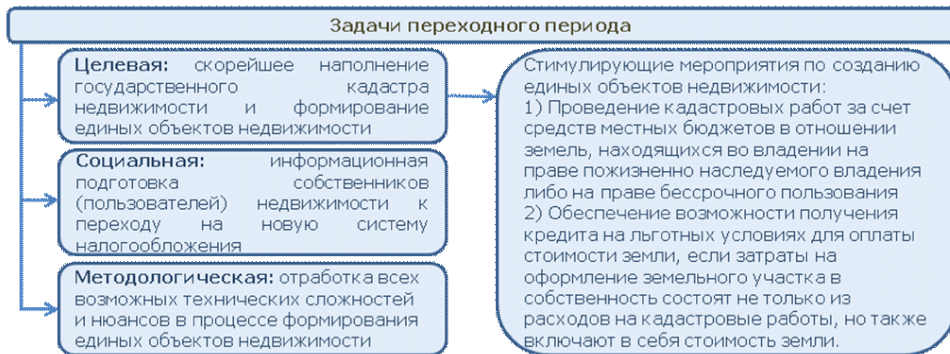 Задачи переходного периода
Целевая: скорейшее наполнение
государственного кадастра
недвижимости и формирование
единых объектов недвижимости
Социальная: информационная
подготовка собственников
(пользователей) недвижимости к
переходу на новую систему
налогообложения
Методологическая: отработка всех
возможных технических сложностей
и нюансов в процессе формирования
единых объектов недвижимости
Стимулирующие мероприятия по созданию
единых объектов недвижимости:
1) Проведение кадастровых работ за счет
средств местных бюджетов в отношении
земель, находящихся во владении на
праве пожизненно наследуемого владения
либо на праве бессрочного пользования
2) Обеспечение возможности получения
кредита на льготных условиях для оплаты
стоимости земли, если затраты на
оформление земельного участка в
собственность состоят не только из
расходов на кадастровые работы, но также
включают в себя стоимость земли.